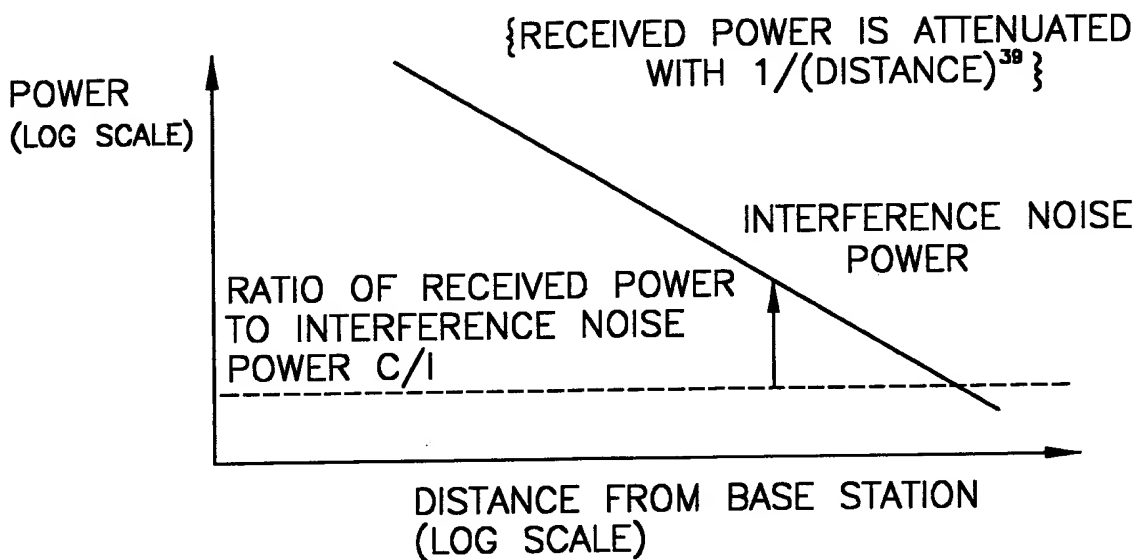 {RECEIVED POWER IS ATTENUATED
WITH 1/(DISTANCE)³⁹}
POWER
(LOG SCALE)
INTERFERENCE NOISE
POWER
RATIO OF RECEIVED POWER
TO INTERFERENCE NOISE
POWER C/I
DISTANCE FROM BASE STATION
(LOG SCALE)